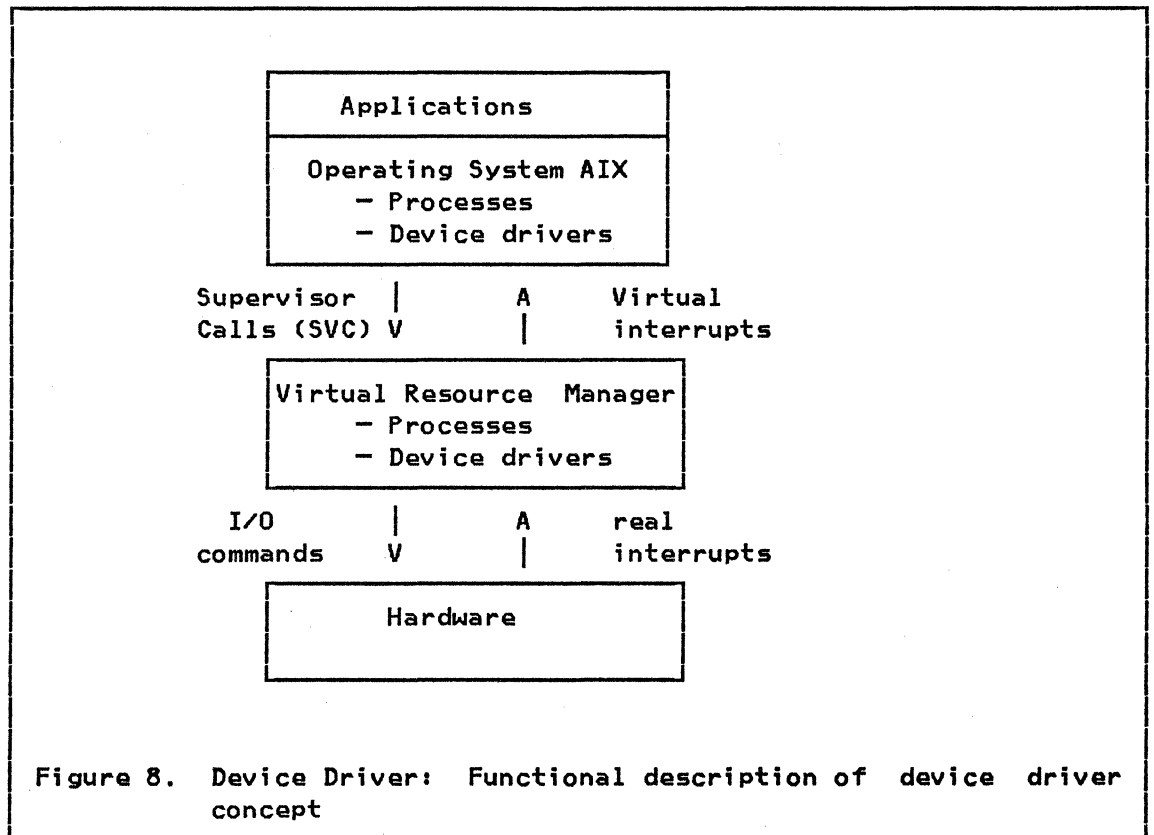 Applications
Operating System AIX
- Processes
- Device drivers
Supervisor | A Virtual
Calls (SVC) V | interrupts
Virtual Resource Manager
- Processes
- Device drivers
I/O | A real
commands V | interrupts
Hardware
Figure 8. Device Driver: Functional description of device driver
concept